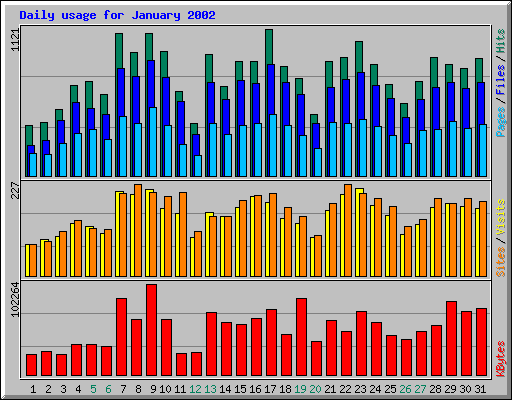 Daily usage for January 2002
1121
Pages / Files / Hits
227
Sites / Visits
102264
KBytes
1 2 3 4 5 6 7 8 9 10 11 12 13 14 15 16 17 18 19 20 21 22 23 24 25 26 27 28 29 30 31